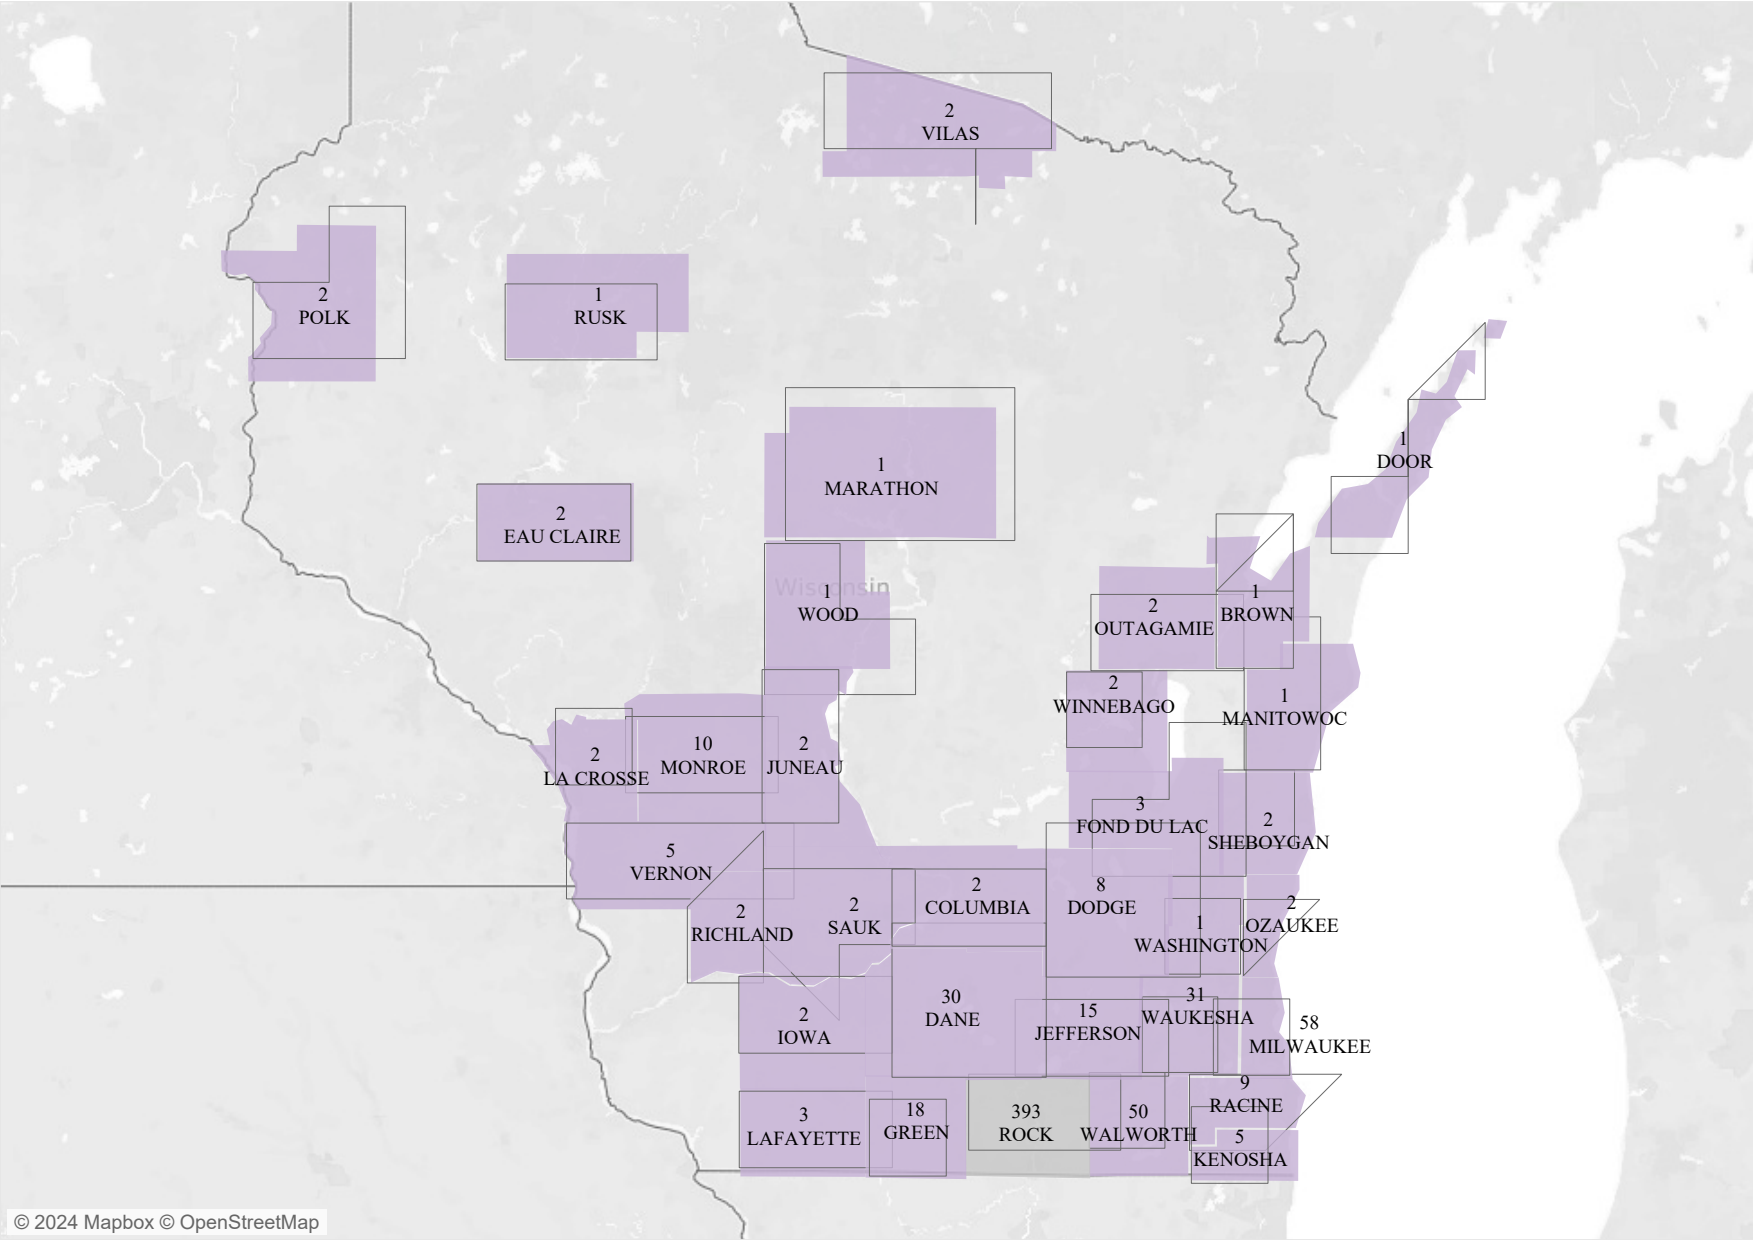 2
VILAS
2
POLK
1
RUSK
1
DOOR
1
MARATHON
2
EAU CLAIRE
Wisconsin
1
WOOD
2
OUTAGAMIE
1
BROWN
2
WINNEBAGO
1
MANITOWOC
2
LA CROSSE
10
MONROE
2
JUNEAU
3
FOND DU LAC
2
SHEBOYGAN
5
VERNON
2
RICHLAND
2
SAUK
2
COLUMBIA
8
DODGE
1
WASHINGTON
2
OZAUKEE
2
IOWA
30
DANE
15
JEFFERSON
31
WAUKESHA
58
MILWAUKEE
3
LAFAYETTE
18
GREEN
393
ROCK
50
WALWORTH
9
RACINE
5
KENOSHA
© 2024 Mapbox © OpenStreetMap